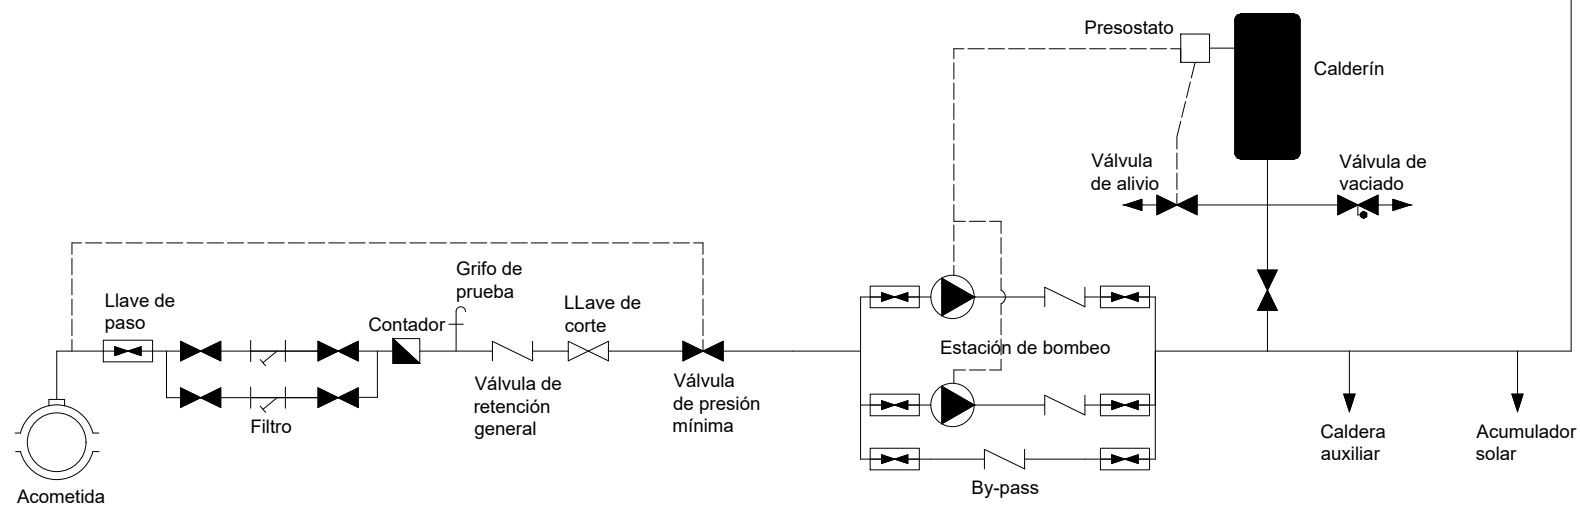 Presostato
Calderín
Válvula
de alivio
Válvula de
vaciado
Grifo de
prueba
Llave de
paso
LLave de
corte
Contador
Estación de bombeo
Válvula de
retención
general
Válvula
de presión
mínima
Filtro
Caldera
auxiliar
Acumulador
solar
By-pass
Acometida